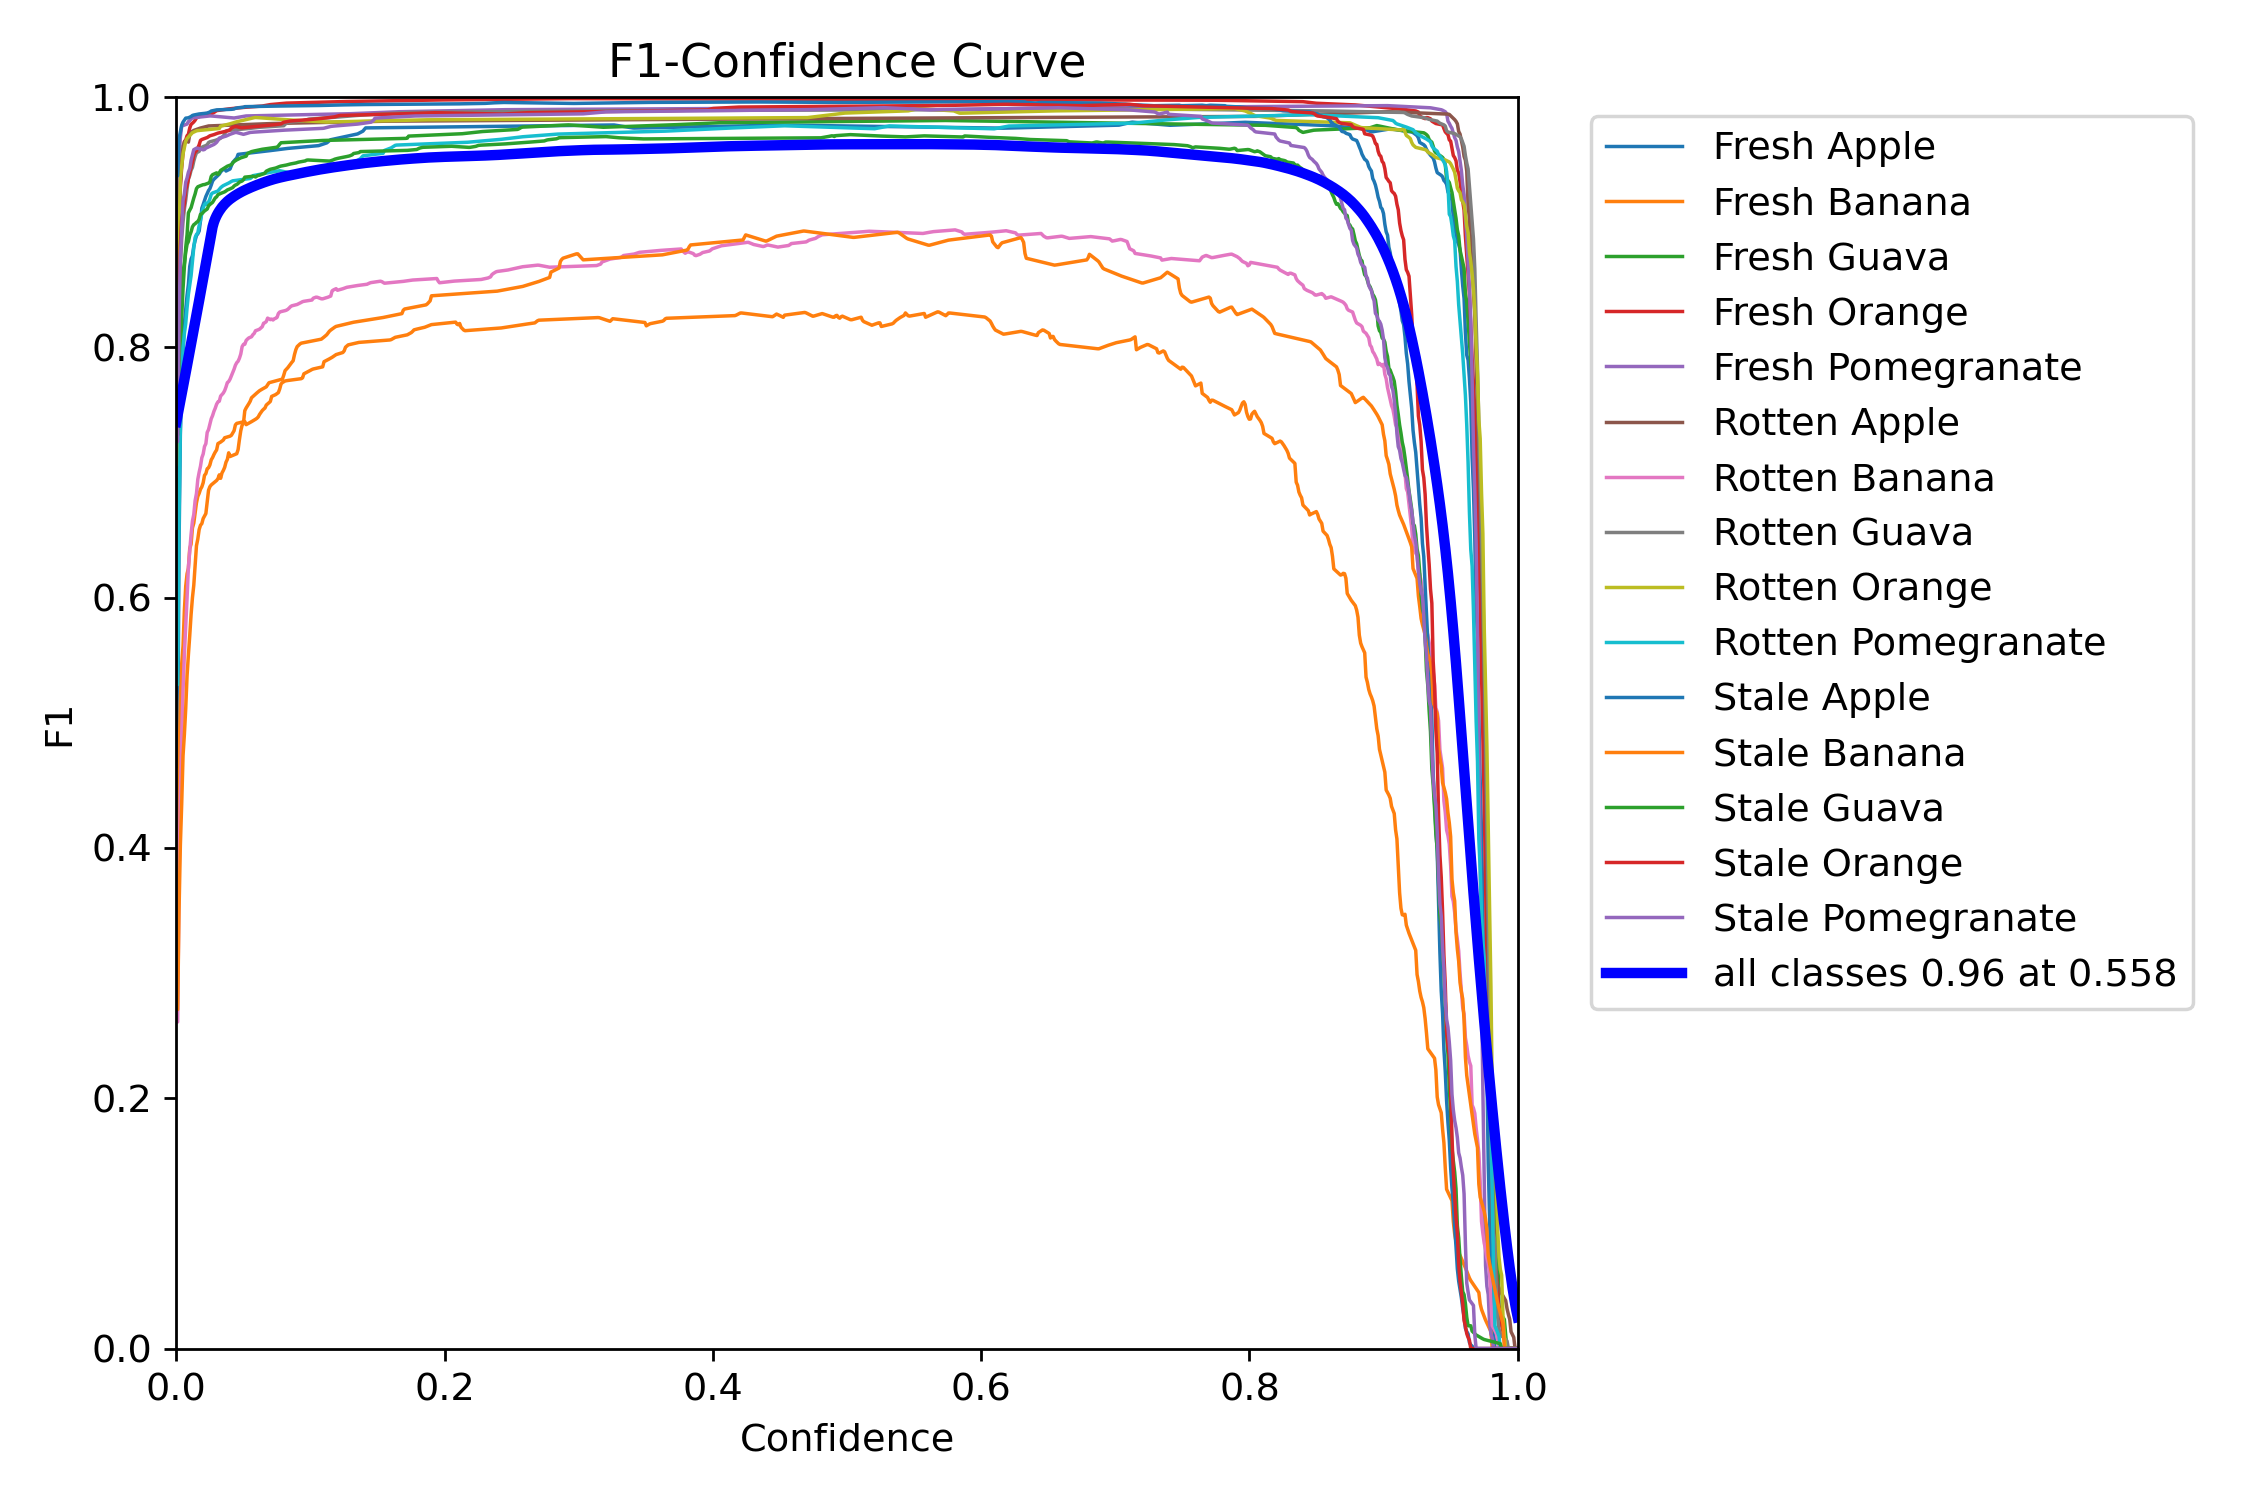 F1-Confidence Curve
1.0
0.8
0.6
0.4
0.2
0.0
F1
0.0 0.2 0.4 0.6 0.8 1.0
Confidence
Fresh Apple
Fresh Banana
Fresh Guava
Fresh Orange
Fresh Pomegranate
Rotten Apple
Rotten Banana
Rotten Guava
Rotten Orange
Rotten Pomegranate
Stale Apple
Stale Banana
Stale Guava
Stale Orange
Stale Pomegranate
all classes 0.96 at 0.558